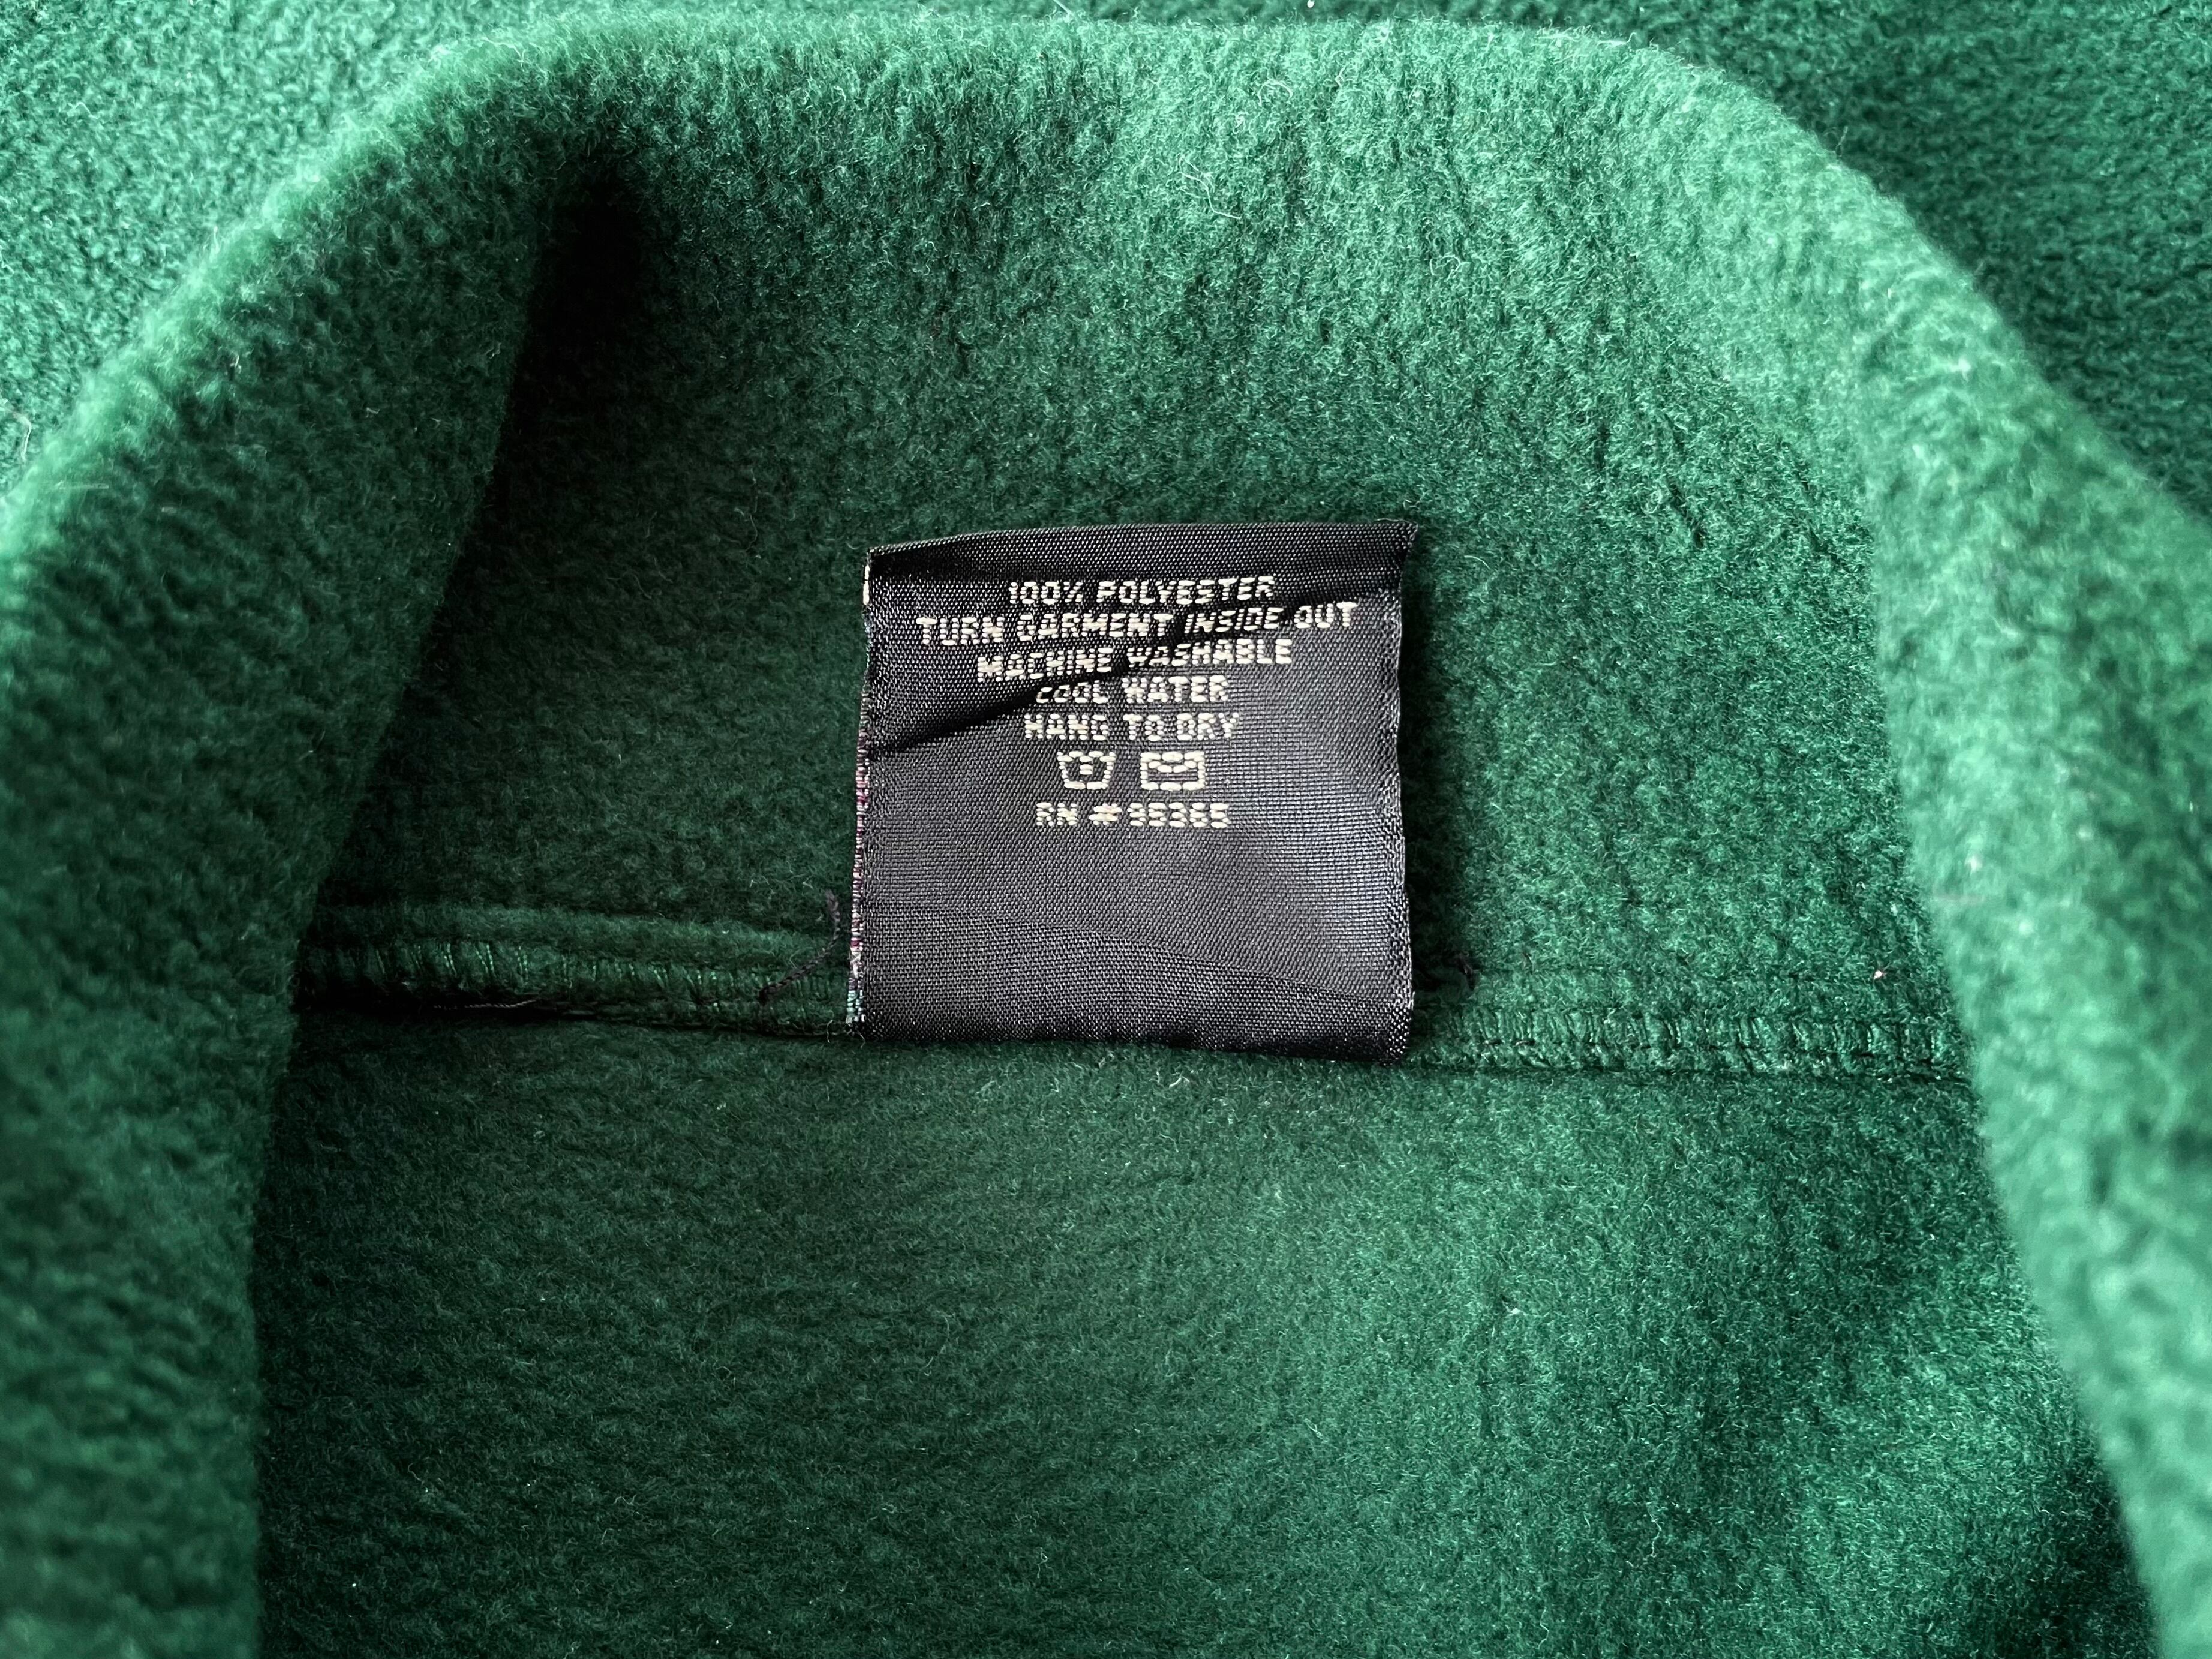 100% POLYESTER
TURN GARMENT INSIDE OUT
MACHINE WASHABLE
COOL WATER
HANG TO DRY
RN # 95365